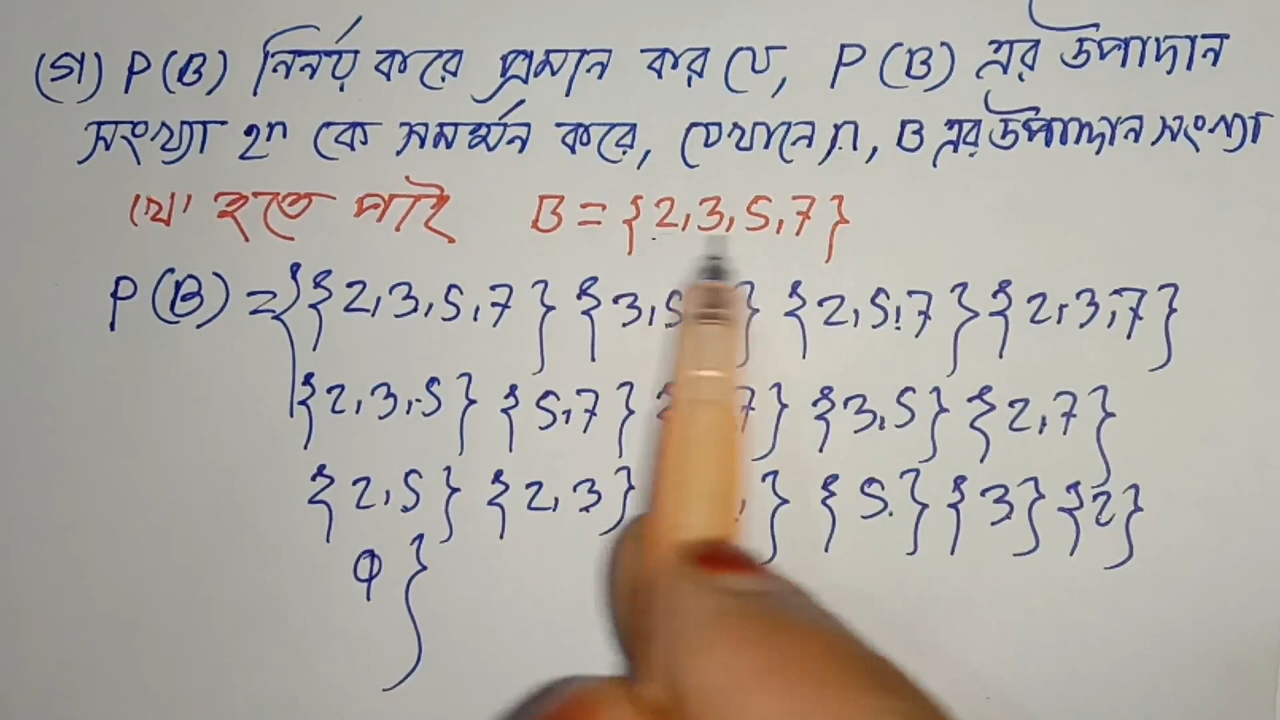 (গ) P(B) নির্নয় করে প্রমান কর যে, P(B) এর উপাদান
সংখ্যা 2ⁿ কে সমর্থন করে, যেখানে n, B এর উপাদান সংখ্যা
'খ' হতে পাই B = {2,3,5,7}
P(B) = {{2,3,5,7} {3,5 } {2,5,7} {2,3,7}
{2,3,5} {5,7} 7} {3,5} {2,7}
{2,5} {2,3} } {5} {3} {2}
Φ}